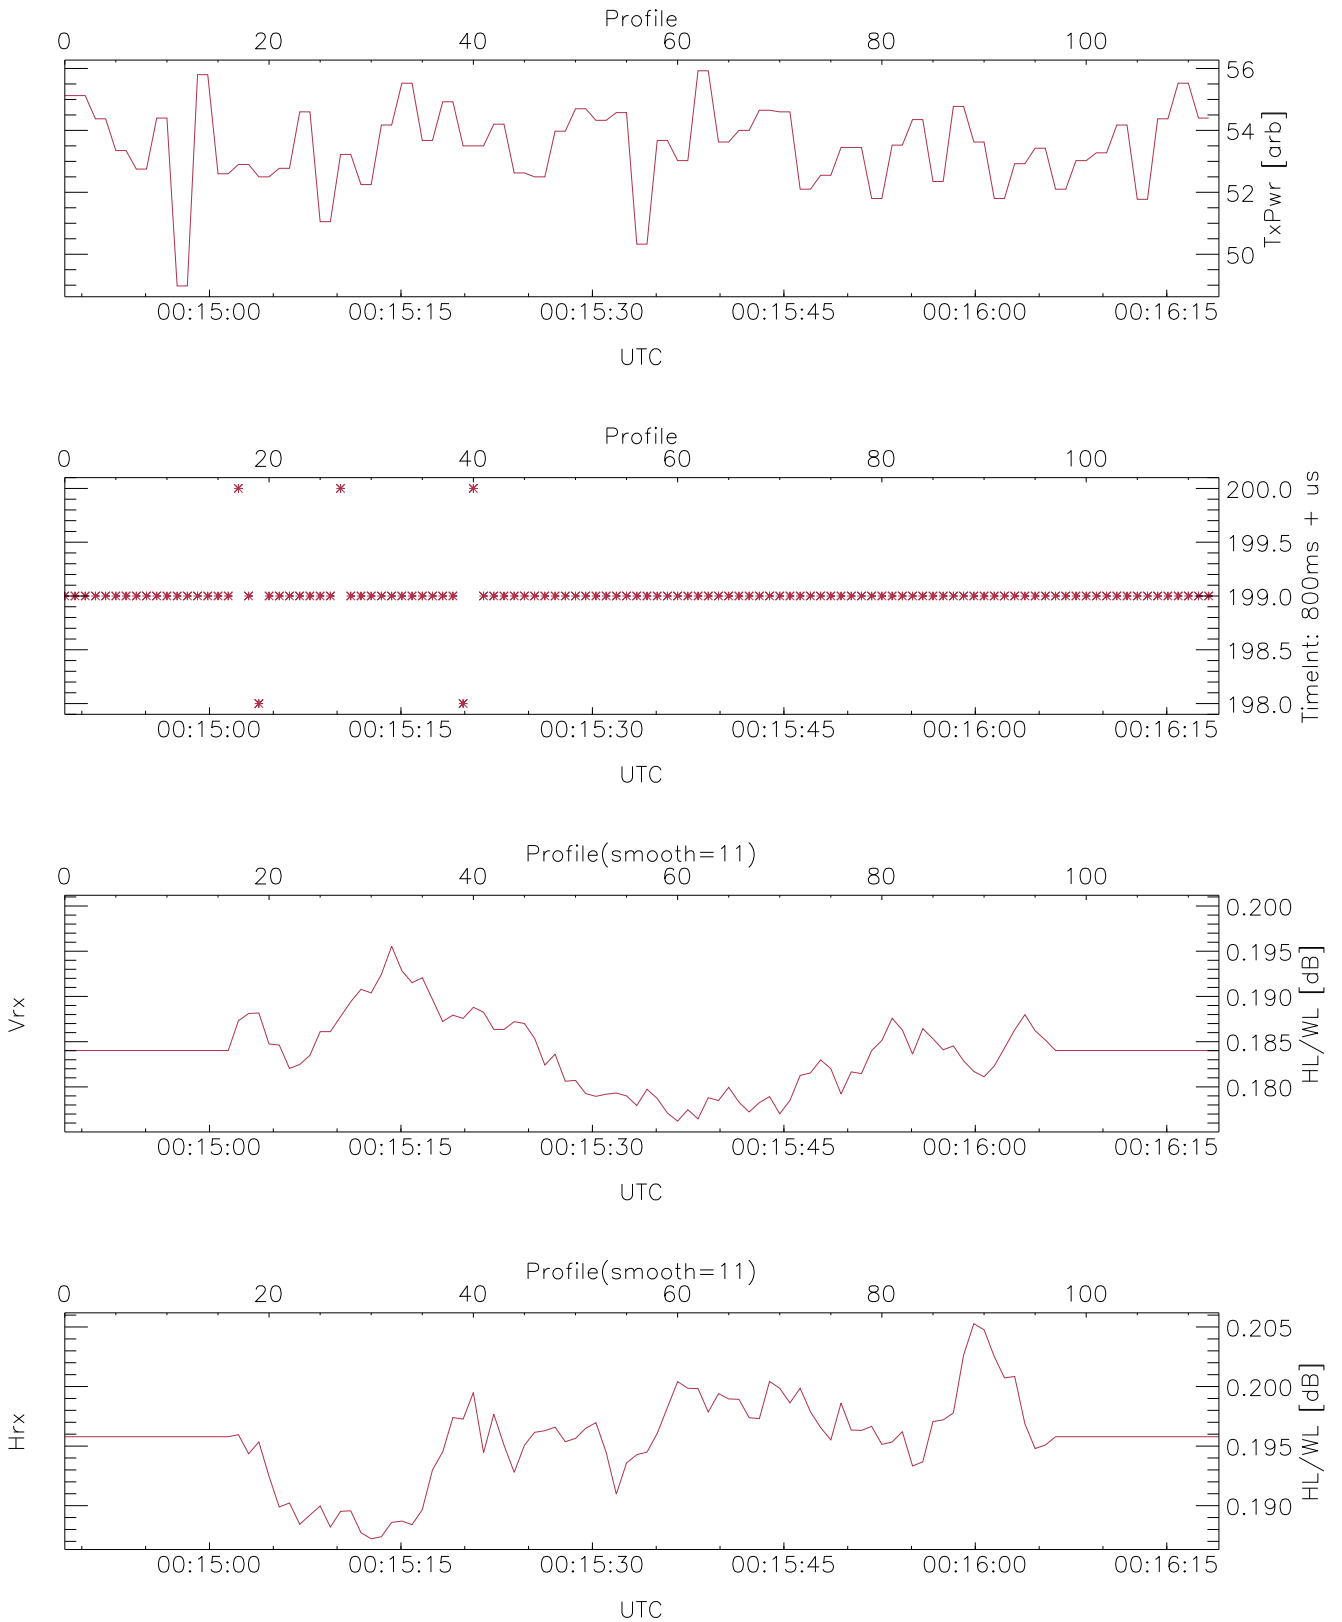 Profile
0 20 40 60 80 100
56
54
52
50
TxPwr [arb]
00:15:00 00:15:15 00:15:30 00:15:45 00:16:00 00:16:15
UTC
Profile
0 20 40 60 80 100
200.0
199.5
199.0
198.5
198.0
TimeInt: 800ms + us
00:15:00 00:15:15 00:15:30 00:15:45 00:16:00 00:16:15
UTC
Profile(smooth=11)
0 20 40 60 80 100
Vrx
0.200
0.195
0.190
0.185
0.180
HL/WL [dB]
00:15:00 00:15:15 00:15:30 00:15:45 00:16:00 00:16:15
UTC
Profile(smooth=11)
0 20 40 60 80 100
Hrx
0.205
0.200
0.195
0.190
HL/WL [dB]
00:15:00 00:15:15 00:15:30 00:15:45 00:16:00 00:16:15
UTC